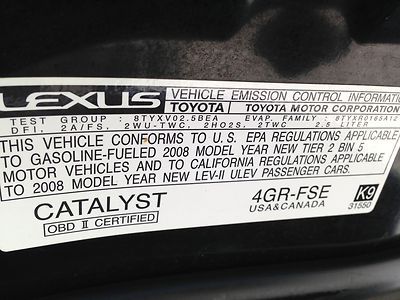 LEXUS VEHICLE EMISSION CONTROL INFORMATION
TOYOTA TOYOTA MOTOR CORPORATION
TEST GROUP : 8TYXV02.5BEA EVAP. FAMILY : 8TYXR0165A12
DFI. 2A/FS. 2WU-TWC. 2HO2S. 2TWC 2.5 LITER
THIS VEHICLE CONFORMS TO U.S. EPA REGULATIONS APPLICABLE
TO GASOLINE-FUELED 2008 MODEL YEAR NEW TIER 2 BIN 5
MOTOR VEHICLES AND TO CALIFORNIA REGULATIONS APPLICABLE
TO 2008 MODEL YEAR NEW LEV-II ULEV PASSENGER CARS.
CATALYST 4GR-FSE K9
OBD II CERTIFIED USA&CANADA 31550